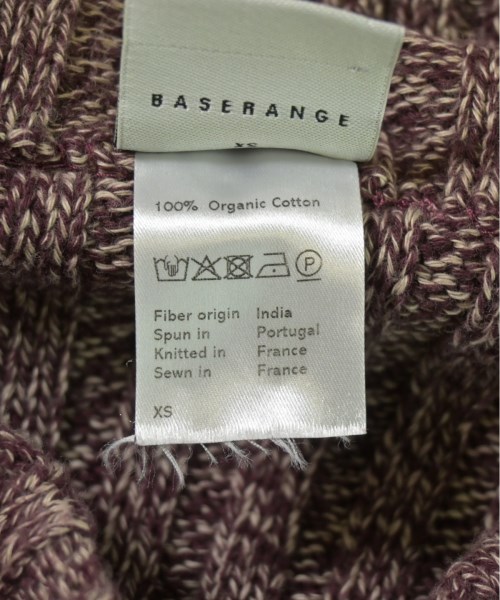 BASERANGE
XS
100% Organic Cotton
P
Fiber origin India
Spun in Portugal
Knitted in France
Sewn in France
XS